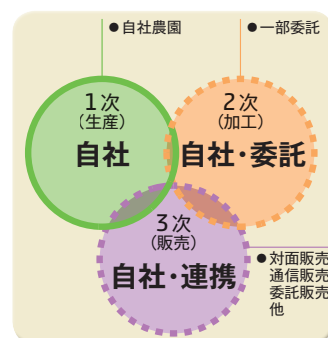 ●自社農園
●一部委託
1次
(生産)
自社
2次
(加工)
自社・委託
3次
(販売)
自社・連携
●対面販売
通信販売
委託販売
他